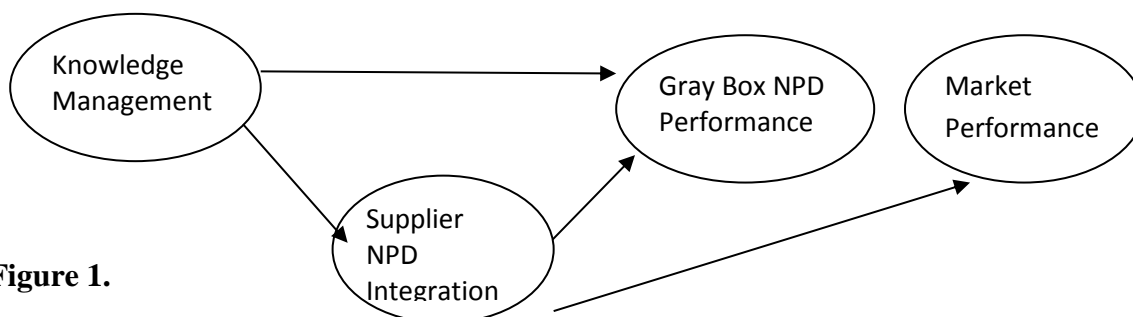 Knowledge
Management
Gray Box NPD
Performance
Market
Performance
Supplier
NPD
Integration
Figure 1.